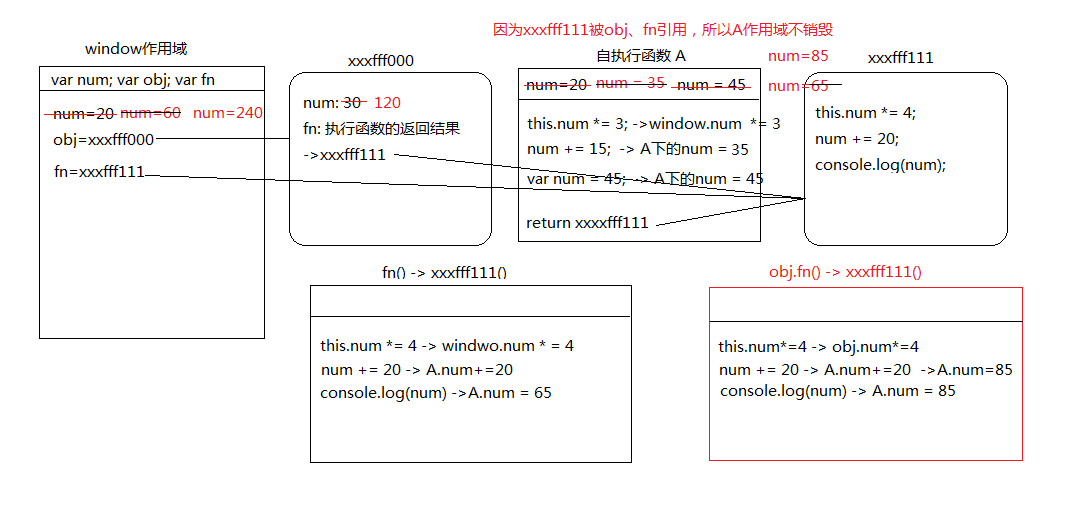 因为xxxfff111被obj、fn引用，所以A作用域不销毁
window作用域
var num; var obj; var fn
num=20 num=60 num=240
obj=xxxfff000
fn=xxxfff111
xxxfff000
num: 30 120
fn: 执行函数的返回结果
->xxxfff111
自执行函数 A
num=20 num = 35 num = 45 num=65
num=85
this.num *= 3; ->window.num *= 3
num += 15; -> A下的num = 35
var num = 45; -> A下的num = 45
return xxxxfff111
xxxfff111
this.num *= 4;
num += 20;
console.log(num);
fn() -> xxxfff111()
this.num *= 4 -> windwo.num * = 4
num += 20 -> A.num+=20
console.log(num) ->A.num = 65
obj.fn() -> xxxfff111()
this.num*=4 -> obj.num*=4
num += 20 -> A.num+=20 ->A.num=85
console.log(num) -> A.num = 85